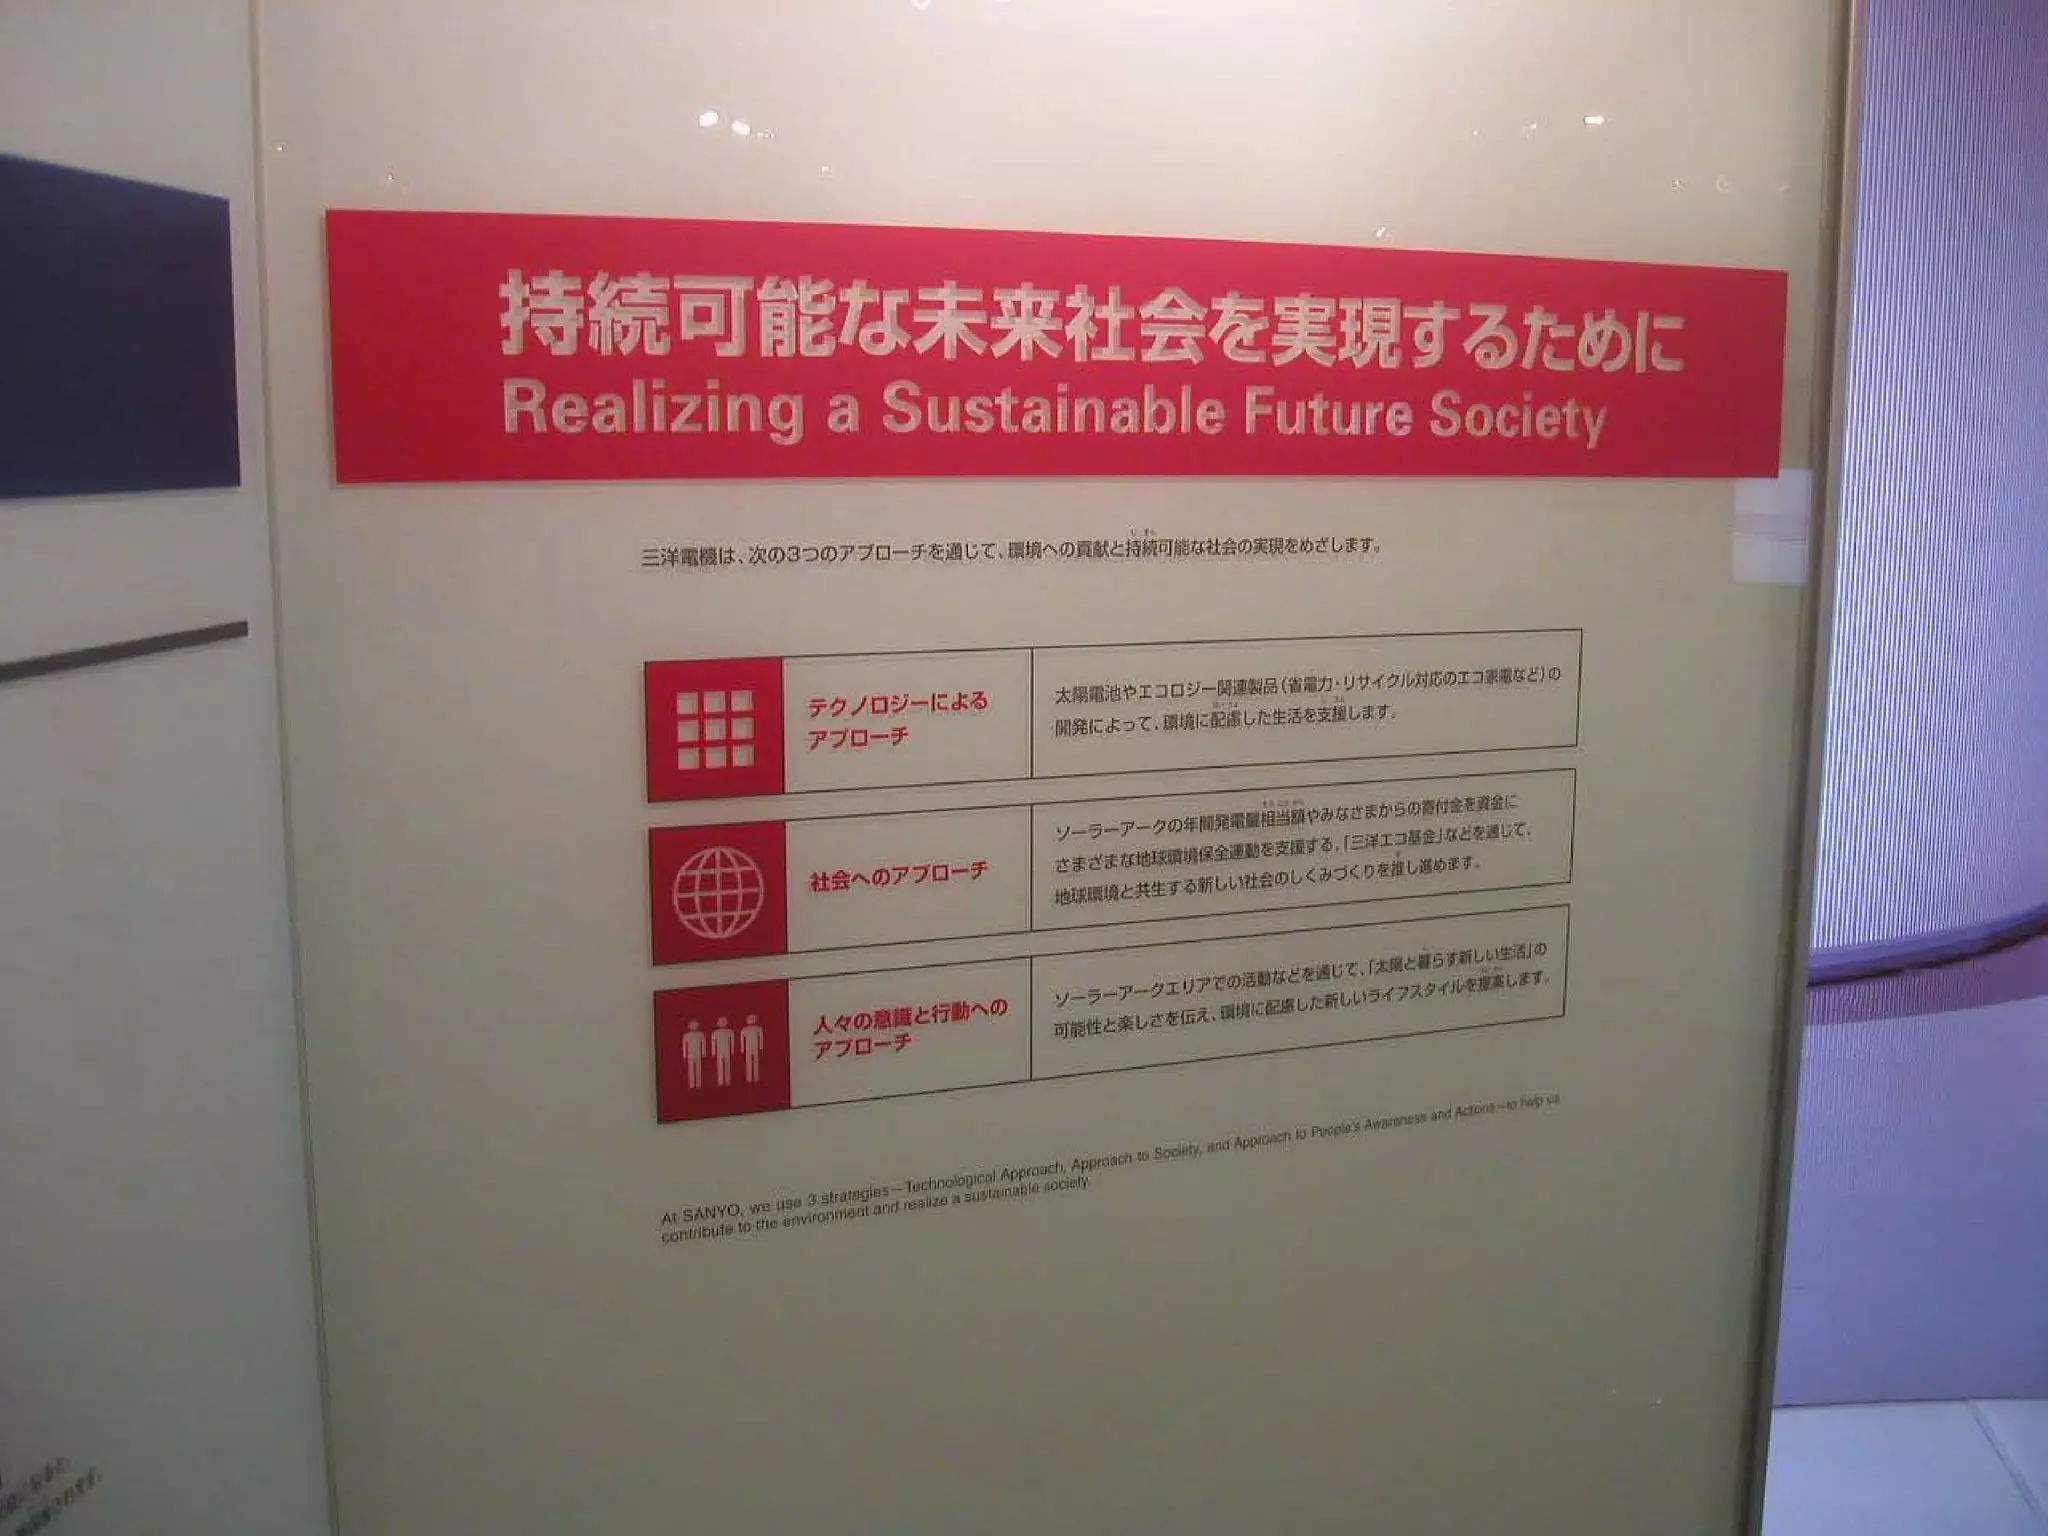 持続可能な未来社会を実現するために
Realizing a Sustainable Future Society
三洋電機は、次の3つのアプローチを通じて、環境への貢献と持続可能な社会の実現をめざします。
テクノロジーによる
アプローチ
太陽電池やエコロジー関連製品（省電力・リサイクル対応のエコ家電など）の
開発によって、環境に配慮した生活を支援します。
社会へのアプローチ
ソーラーアークの年間発電量相当額やみなさまからの寄付金を資金に
さまざまな地球環境保全運動を支援する、「三洋エコ基金」などを通じて、
地球環境と共生する新しい社会のしくみづくりを推し進めます。
人々の意識と行動への
アプローチ
ソーラーアークエリアでの活動などを通じて、「太陽と暮らす新しい生活」の
可能性と楽しさを伝え、環境に配慮した新しいライフスタイルを提案します。
At SANYO, we use 3 strategies—Technological Approach, Approach to Society, and Approach to People's Awareness and Actions—to help us
contribute to the environment and realize a sustainable society.